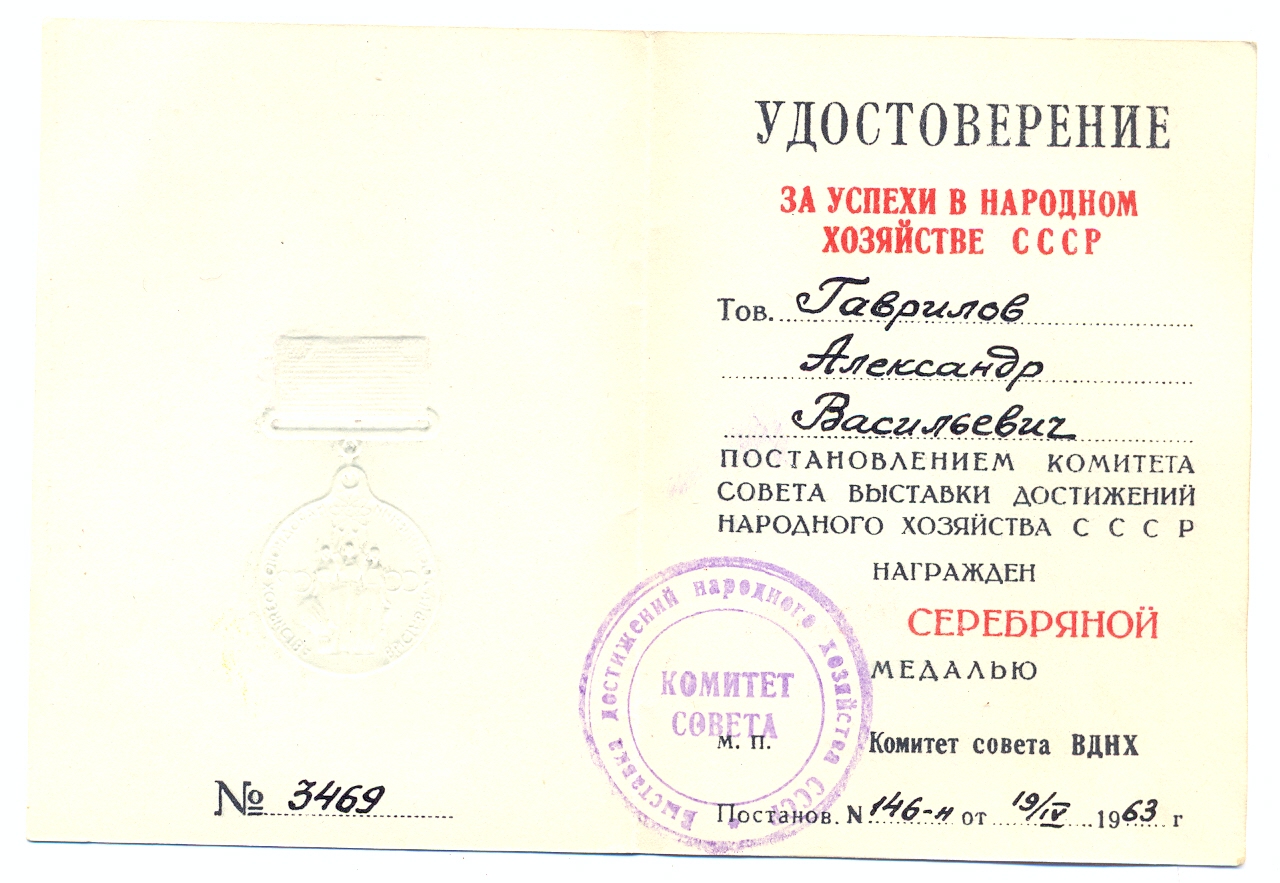 № 3469
УДОСТОВЕРЕНИЕ
ЗА УСПЕХИ В НАРОДНОМ
ХОЗЯЙСТВЕ СССР
Тов. Гаврилов
Александр
Васильевич
ПОСТАНОВЛЕНИЕМ КОМИТЕТА
СОВЕТА ВЫСТАВКИ ДОСТИЖЕНИЙ
НАРОДНОГО ХОЗЯЙСТВА СССР
НАГРАЖДЕН
СЕРЕБРЯНОЙ
МЕДАЛЬЮ
Выставка достижений народного хозяйства СССР
КОМИТЕТ
СОВЕТА
М. П.
Комитет совета ВДНХ
Постанов. N 146-н от 19/IV 1963 г